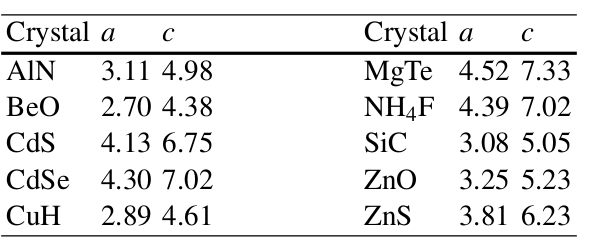 Crystal a c Crystal a c
AlN 3.11 4.98 MgTe 4.52 7.33
BeO 2.70 4.38 NH4F 4.39 7.02
CdS 4.13 6.75 SiC 3.08 5.05
CdSe 4.30 7.02 ZnO 3.25 5.23
CuH 2.89 4.61 ZnS 3.81 6.23